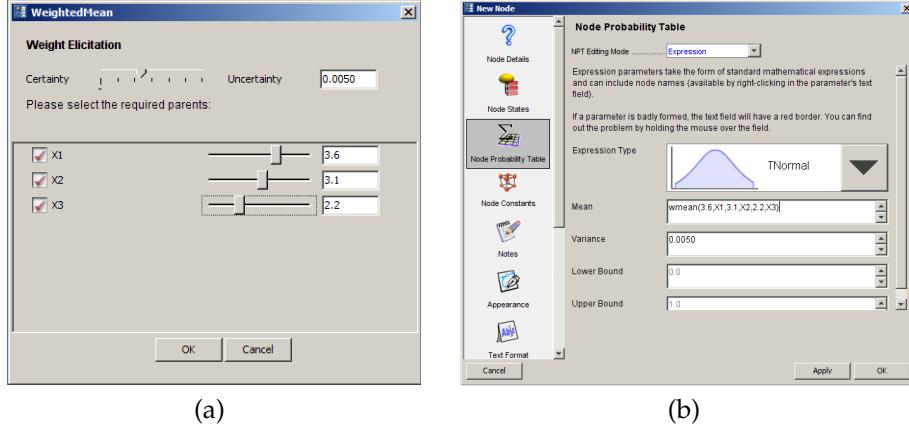 WeightedMean
Weight Elicitation
Certainty Uncertainty 0.0050
Please select the required parents:
X1 3.6
X2 3.1
X3 2.2
OK Cancel
(a)
New Node
Node Details
Node States
Node Probability Table
Node Constants
Notes
Appearance
Text Format
Node Probability Table
NPT Editing Mode ............... Expression
Expression parameters take the form of standard mathematical expressions
and can include node names (available by right-clicking in the parameter's text
field).
If a parameter is badly formed, the text field will have a red border. You can find
out the problem by holding the mouse over the field.
Expression Type TNormal
Mean wmean(3.6,X1,3.1,X2,2.2,X3)
Variance 0.0050
Lower Bound 0.0
Upper Bound 1.0
Cancel Apply OK
(b)